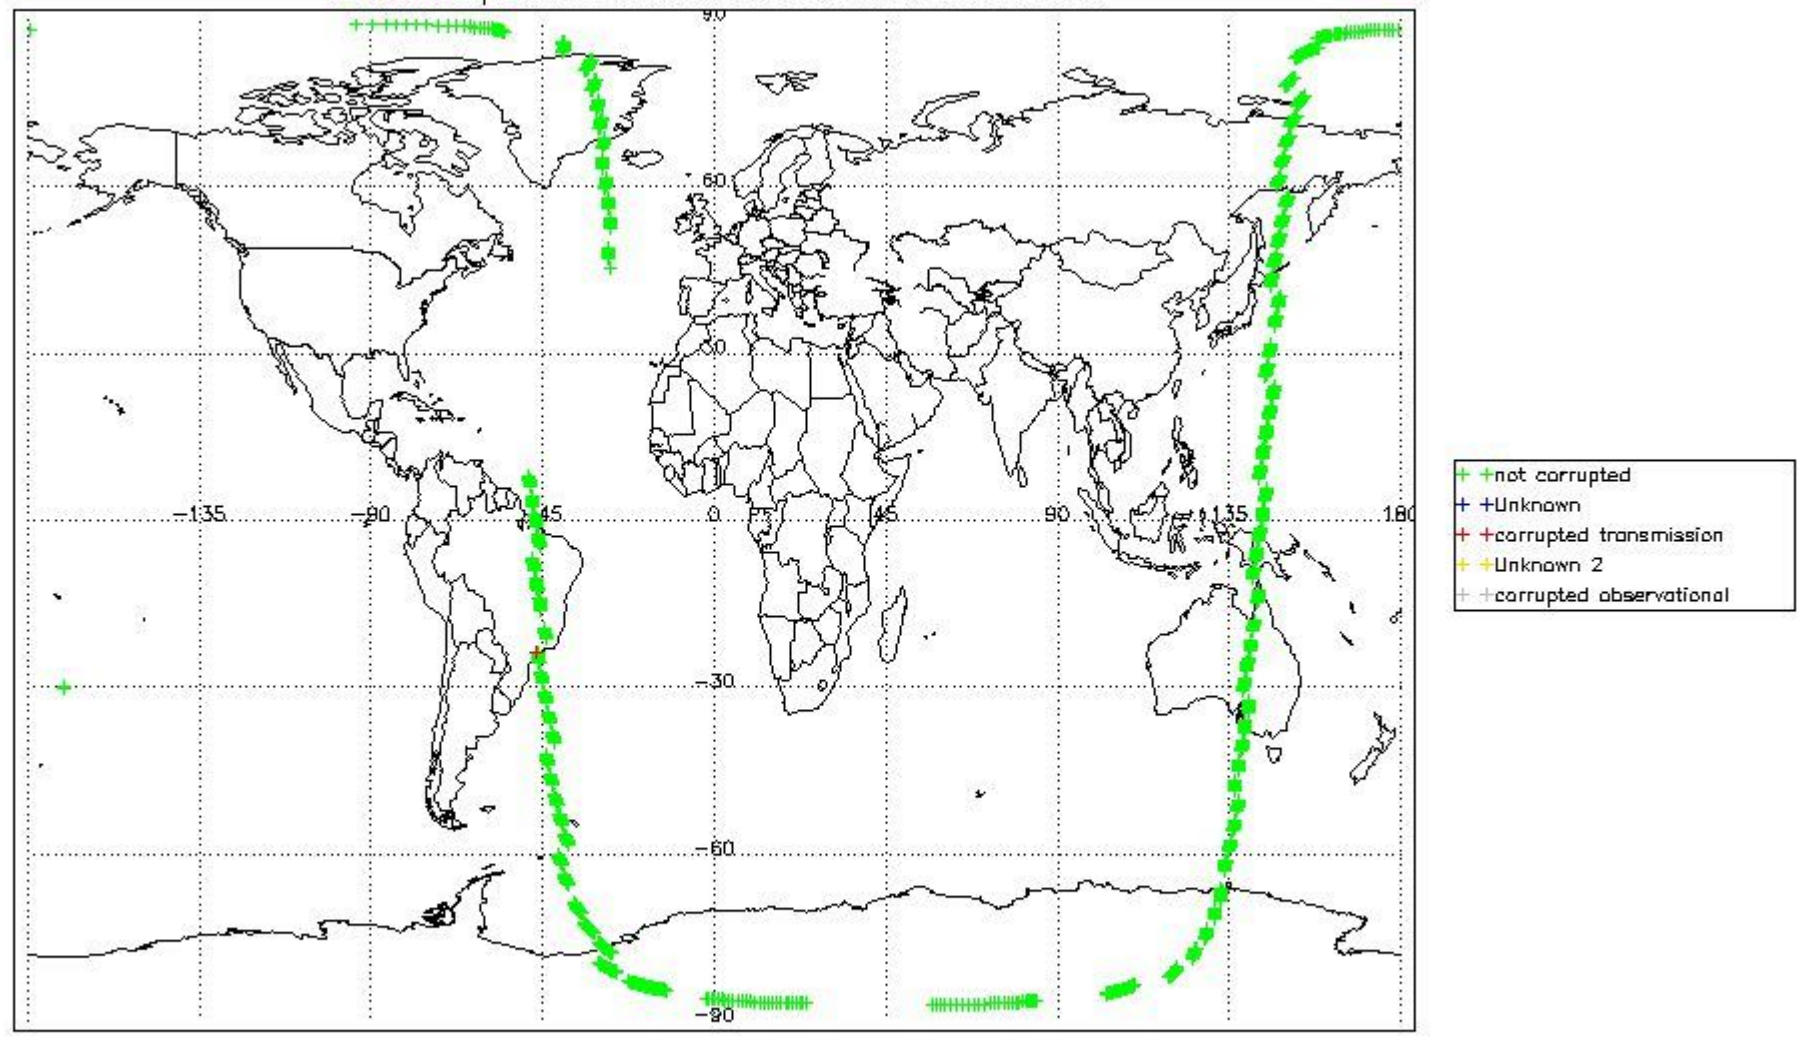 90
60
30
-135 -90 -45 0 45 90 135 180
-30
-60
-90
+ +not corrupted
+ +Unknown
+ +corrupted transmission
+ +Unknown 2
+ +corrupted observational